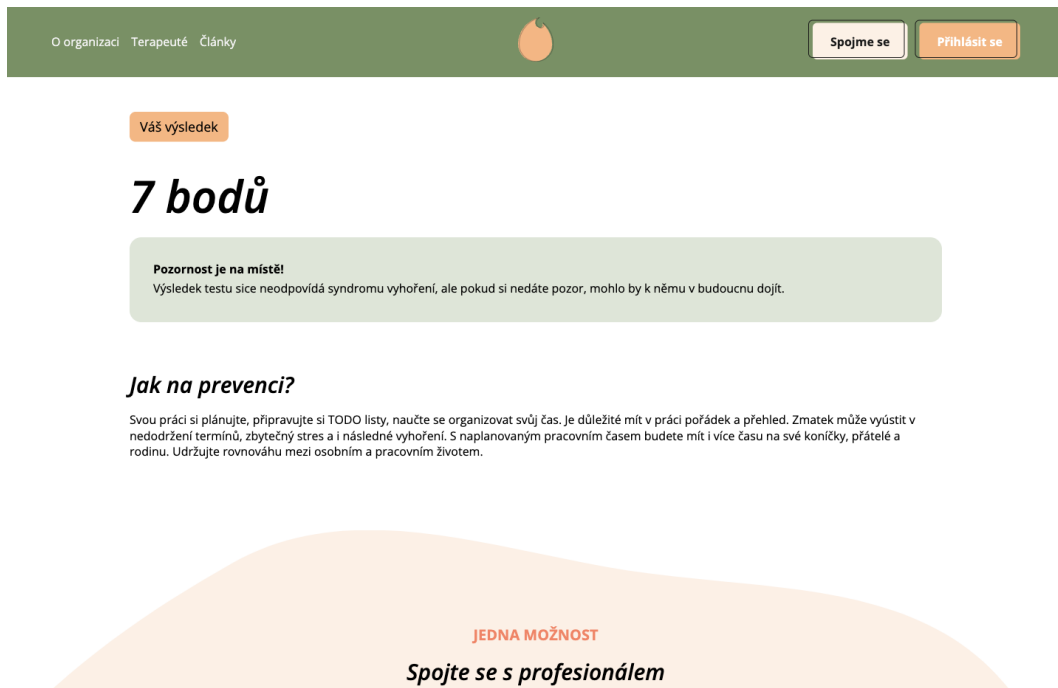 O organizaci Terapeuté Články Spojme se Přihlásit se
Váš výsledek
7 bodů
Pozornost je na místě!
Výsledek testu sice neodpovídá syndromu vyhoření, ale pokud si nedáte pozor, mohlo by k němu v budoucnu dojít.
Jak na prevenci?
Svou práci si plánujte, připravujte si TODO listy, naučte se organizovat svůj čas. Je důležité mít v práci pořádek a přehled. Zmatek může vyústit v
nedodržení termínů, zbytečný stres a i následné vyhoření. S naplanovaným pracovním časem budete mít i více času na své koníčky, přátelé a
rodinu. Udržujte rovnováhu mezi osobním a pracovním životem.
JEDNA MOŽNOST
Spojte se s profesionálem